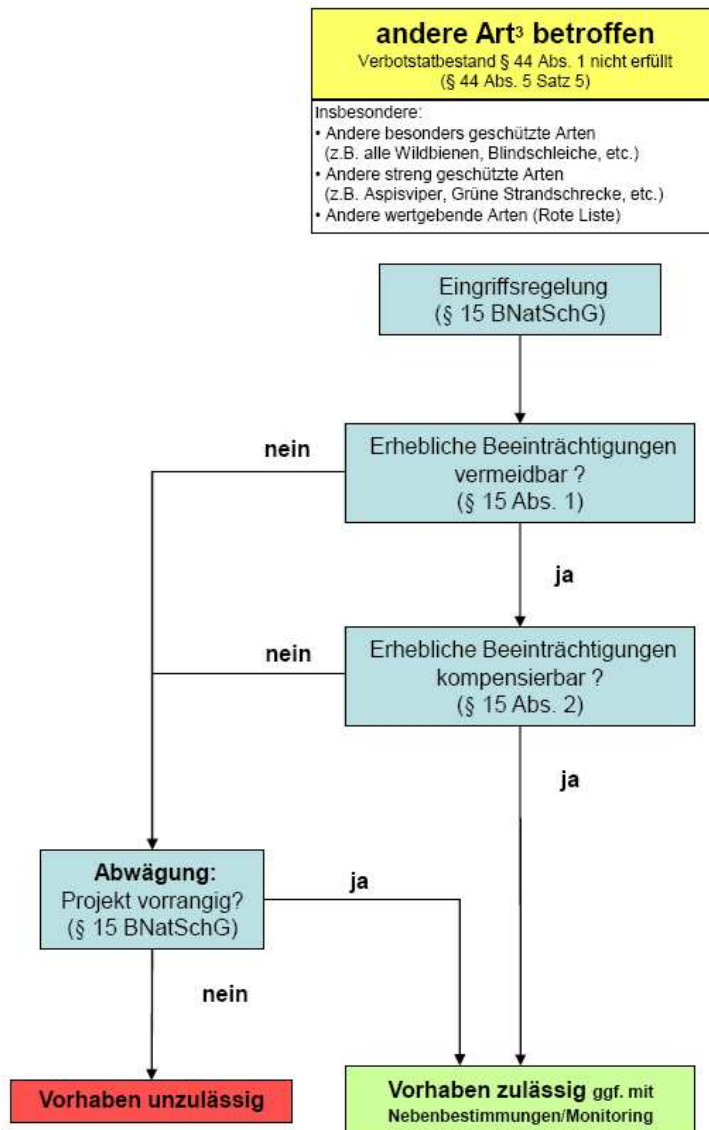 andere Art³ betroffen
Verbotstatbestand § 44 Abs. 1 nicht erfüllt
(§ 44 Abs. 5 Satz 5)
Insbesondere:
• Andere besonders geschützte Arten
(z.B. alle Wildbienen, Blindschleiche, etc.)
• Andere streng geschützte Arten
(z.B. Aspisviper, Grüne Strandschrecke, etc.)
• Andere wertgebende Arten (Rote Liste)
Eingriffsregelung
(§ 15 BNatSchG)
nein
Erhebliche Beeinträchtigungen
vermeidbar ?
(§ 15 Abs. 1)
ja
nein
Erhebliche Beeinträchtigungen
kompensierbar ?
(§ 15 Abs. 2)
ja
Abwägung:
Projekt vorrangig?
(§ 15 BNatSchG)
ja
nein
Vorhaben unzulässig
Vorhaben zulässig ggf. mit
Nebenbestimmungen/Monitoring